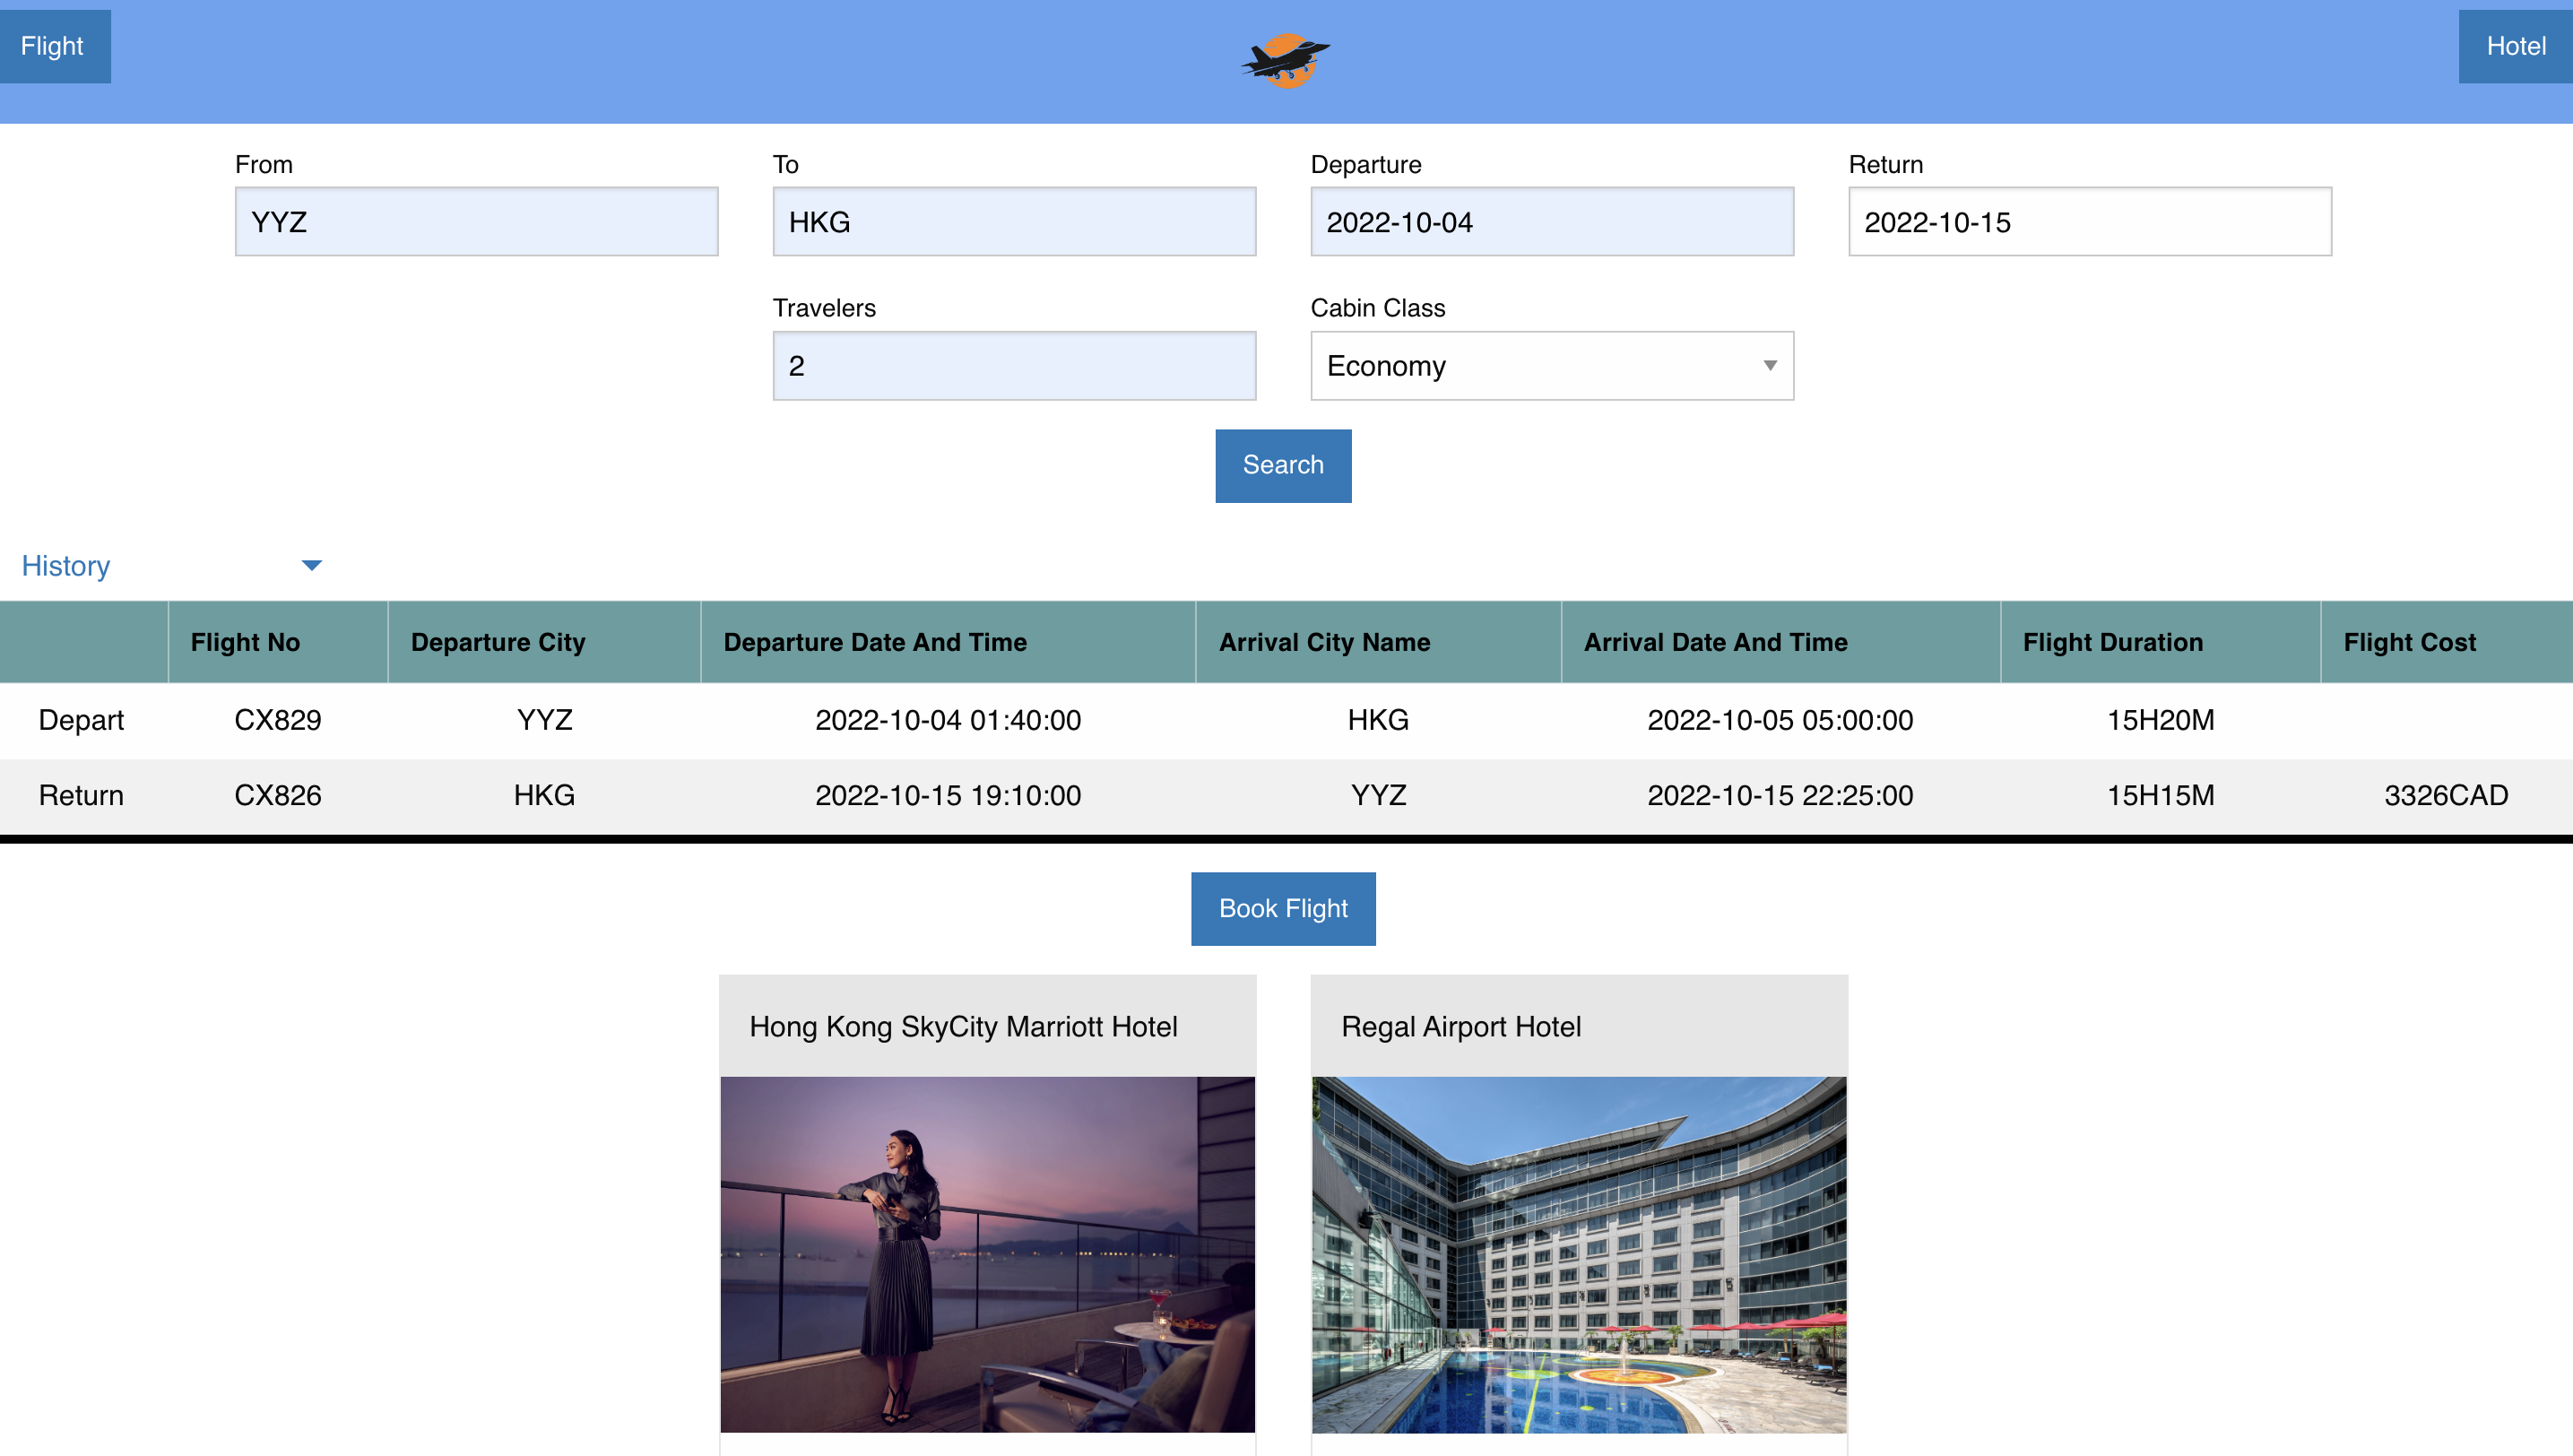 Flight
Hotel
From To Departure Return
YYZ HKG 2022-10-04 2022-10-15
Travelers Cabin Class
2 Economy
Search
History
Flight No Departure City Departure Date And Time Arrival City Name Arrival Date And Time Flight Duration Flight Cost
Depart CX829 YYZ 2022-10-04 01:40:00 HKG 2022-10-05 05:00:00 15H20M
Return CX826 HKG 2022-10-15 19:10:00 YYZ 2022-10-15 22:25:00 15H15M 3326CAD
Book Flight
Hong Kong SkyCity Marriott Hotel
Regal Airport Hotel